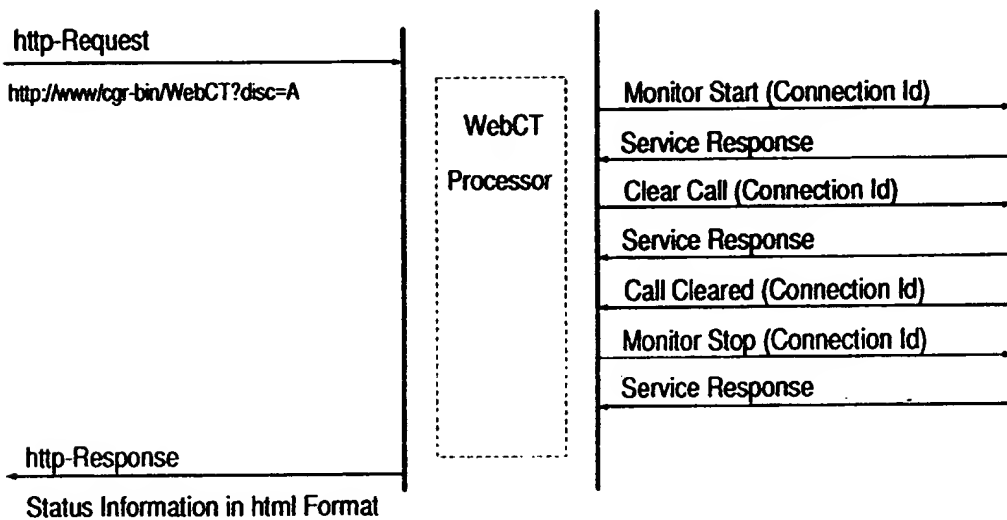 http-Request
http://www/cgr-bin/WebCT?disc=A
WebCT
Processor
Monitor Start (Connection Id)
Service Response
Clear Call (Connection Id)
Service Response
Call Cleared (Connection Id)
Monitor Stop (Connection Id)
Service Response
http-Response
Status Information in html Format